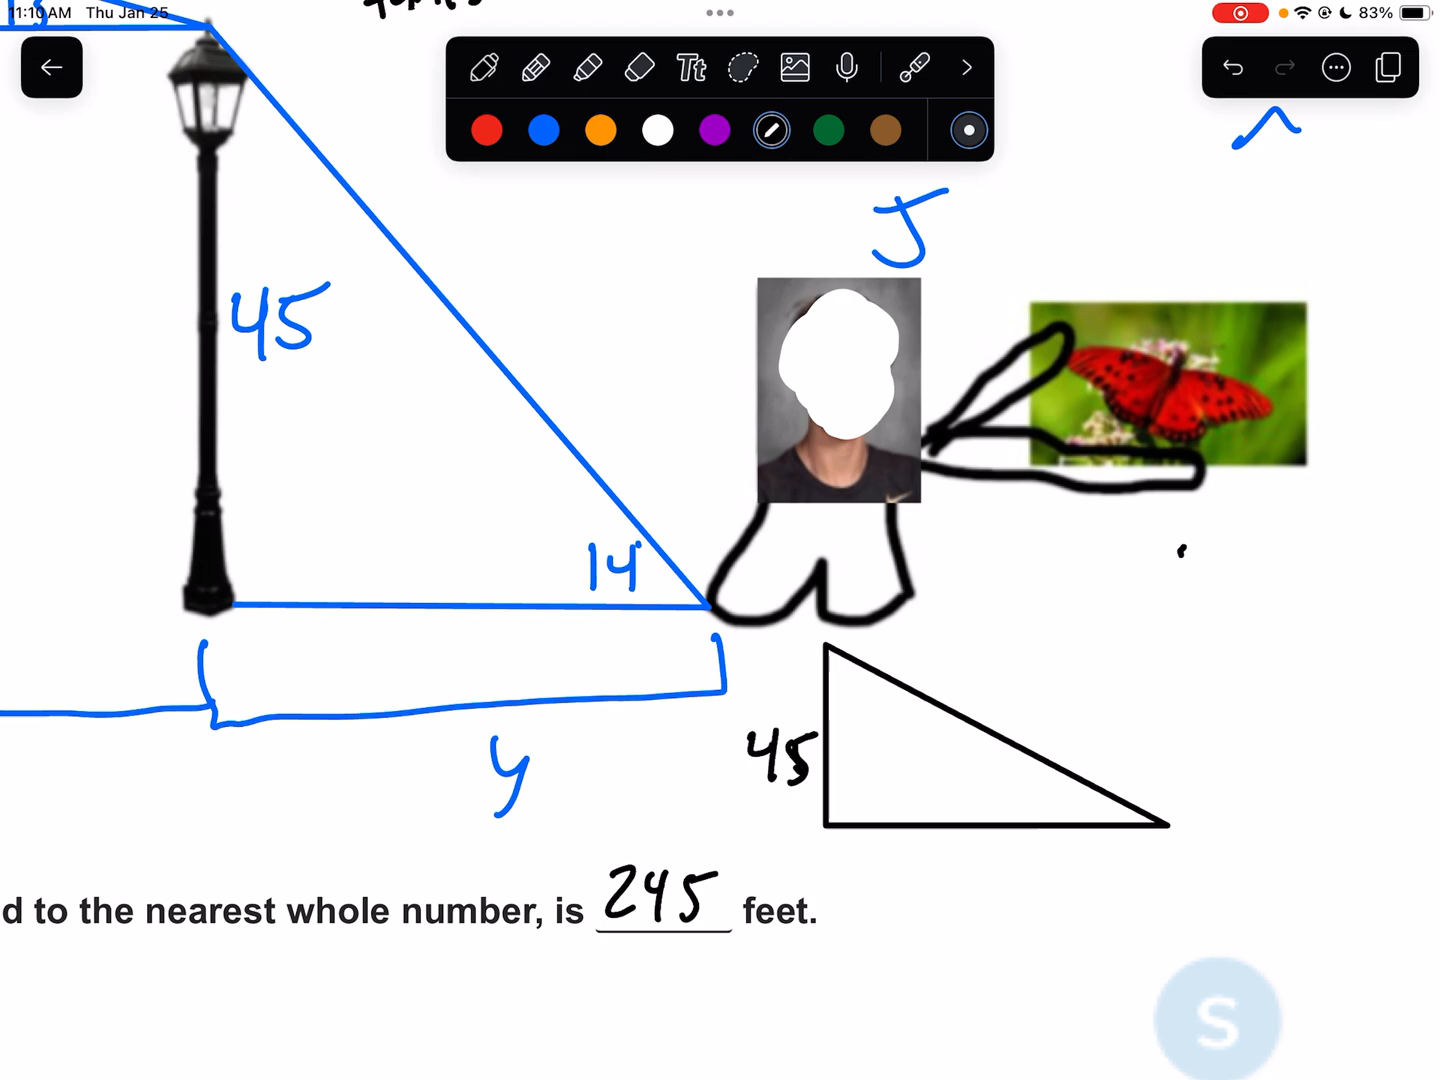 11:10 AM Thu Jan 25
83%
Tt
J
45
14°
y
45
d to the nearest whole number, is 245 feet.
S